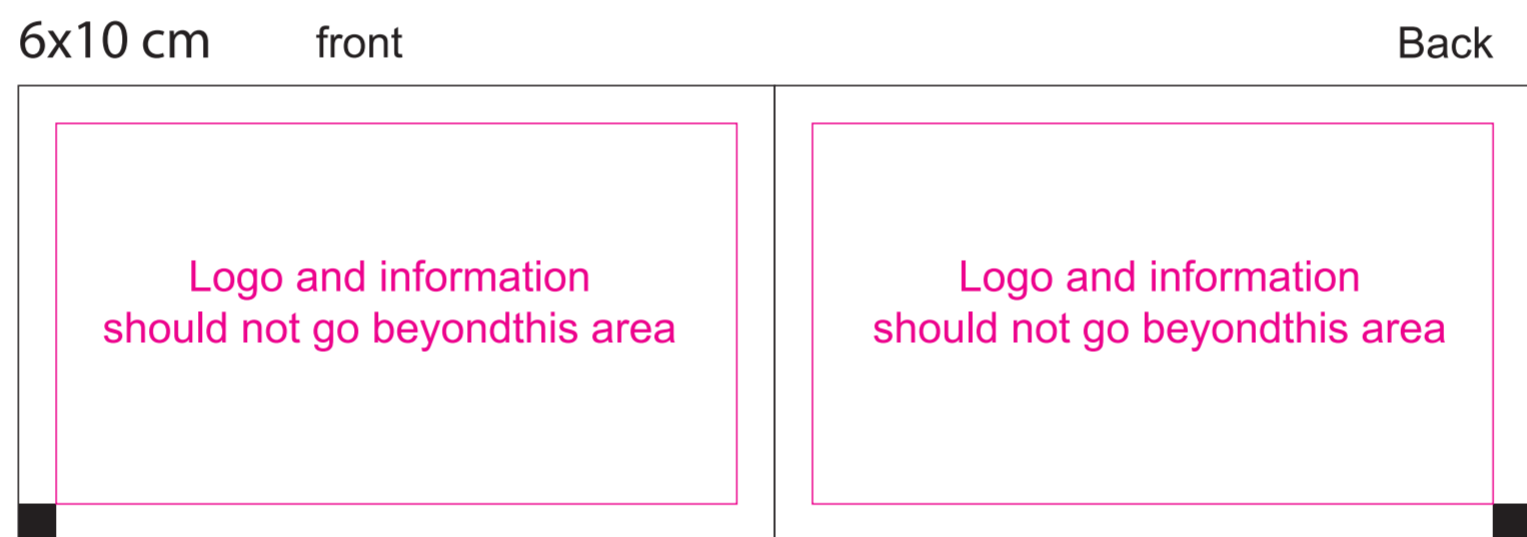 6x10 cm front Back
Logo and information
should not go beyondthis area
Logo and information
should not go beyondthis area